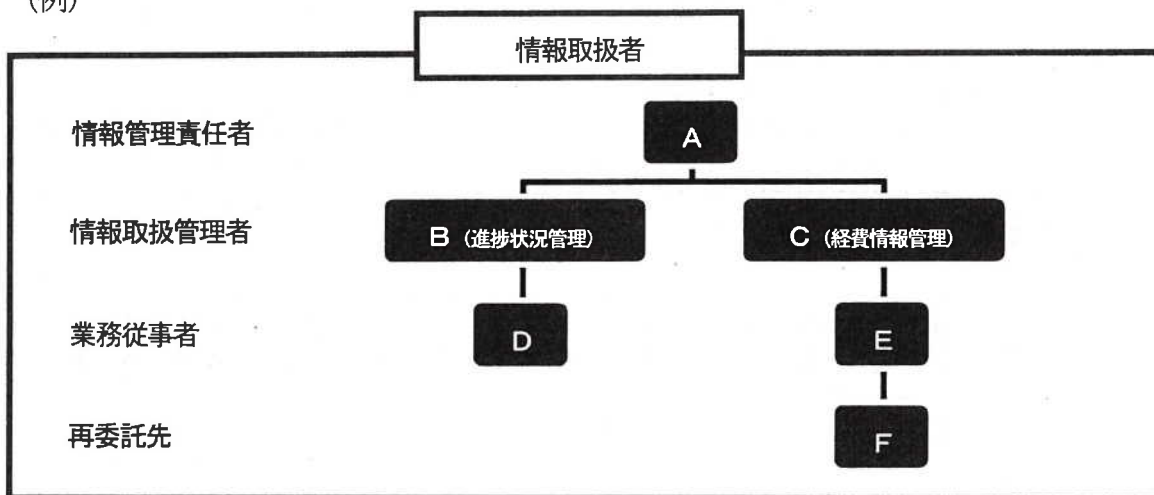 （例）
情報取扱者
情報管理責任者
A
情報取扱管理者
B（進捗状況管理）
C（経費情報管理）
業務従事者
D
E
再委託先
F